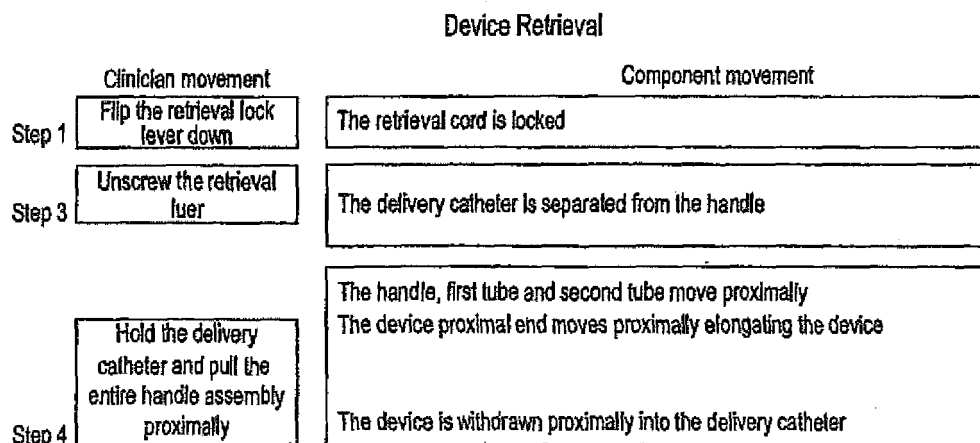 Device Retrieval
Clinician movement
Component movement
Step 1
Flip the retrieval lock
lever down
The retrieval cord is locked
Step 3
Unscrew the retrieval
luer
The delivery catheter is separated from the handle
Step 4
Hold the delivery
catheter and pull the
entire handle assembly
proximally
The handle, first tube and second tube move proximally
The device proximal end moves proximally elongating the device
The device is withdrawn proximally into the delivery catheter